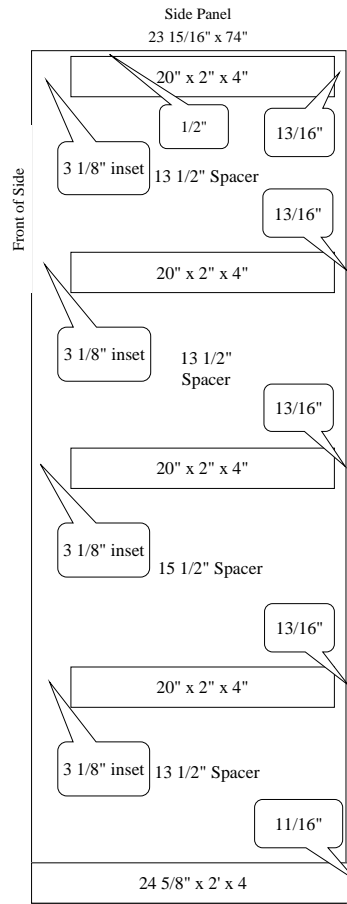 Side Panel
23 15/16" x 74"
20" x 2" x 4"
1/2"
13/16"
3 1/8" inset
13 1/2" Spacer
Front of Side
13/16"
20" x 2" x 4"
3 1/8" inset
13 1/2"
Spacer
13/16"
20" x 2" x 4"
3 1/8" inset
15 1/2" Spacer
13/16"
20" x 2" x 4"
3 1/8" inset
13 1/2" Spacer
11/16"
24 5/8" x 2' x 4